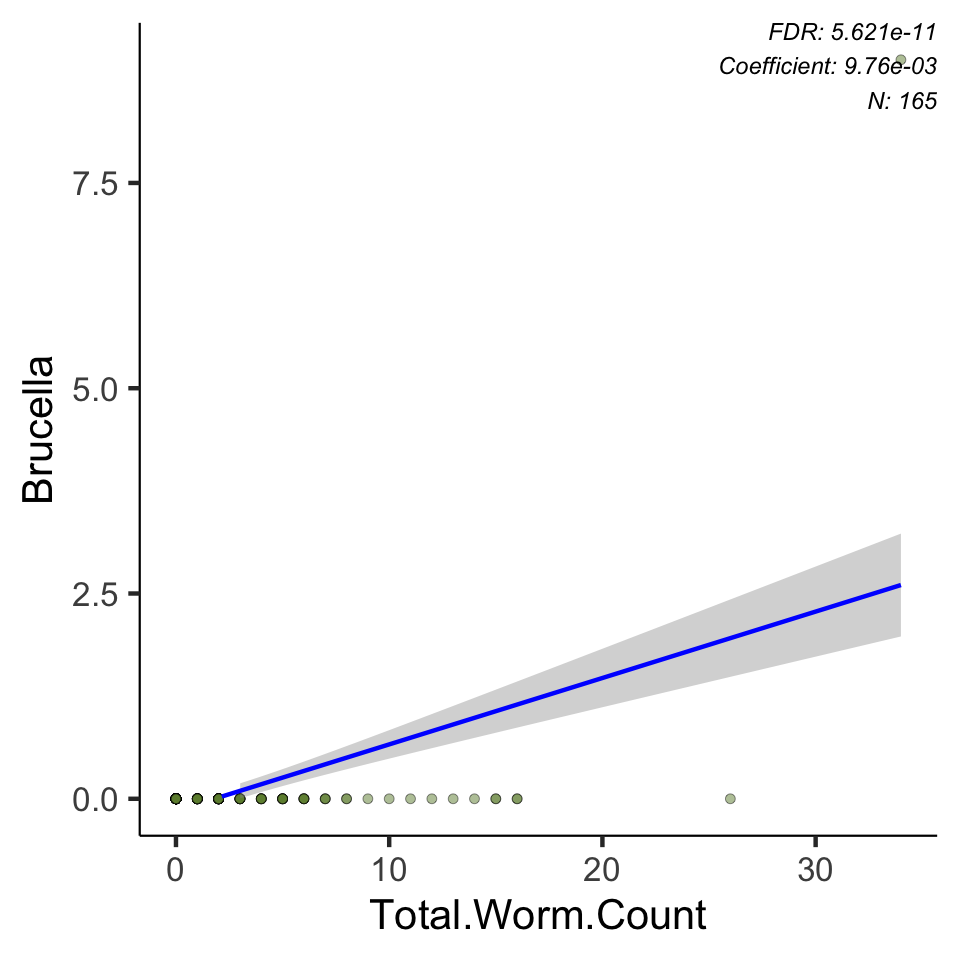 FDR: 5.621e-11
Coefficient: 9.76e-03
N: 165
7.5
5.0
2.5
0.0
Brucella
0 10 20 30
Total.Worm.Count